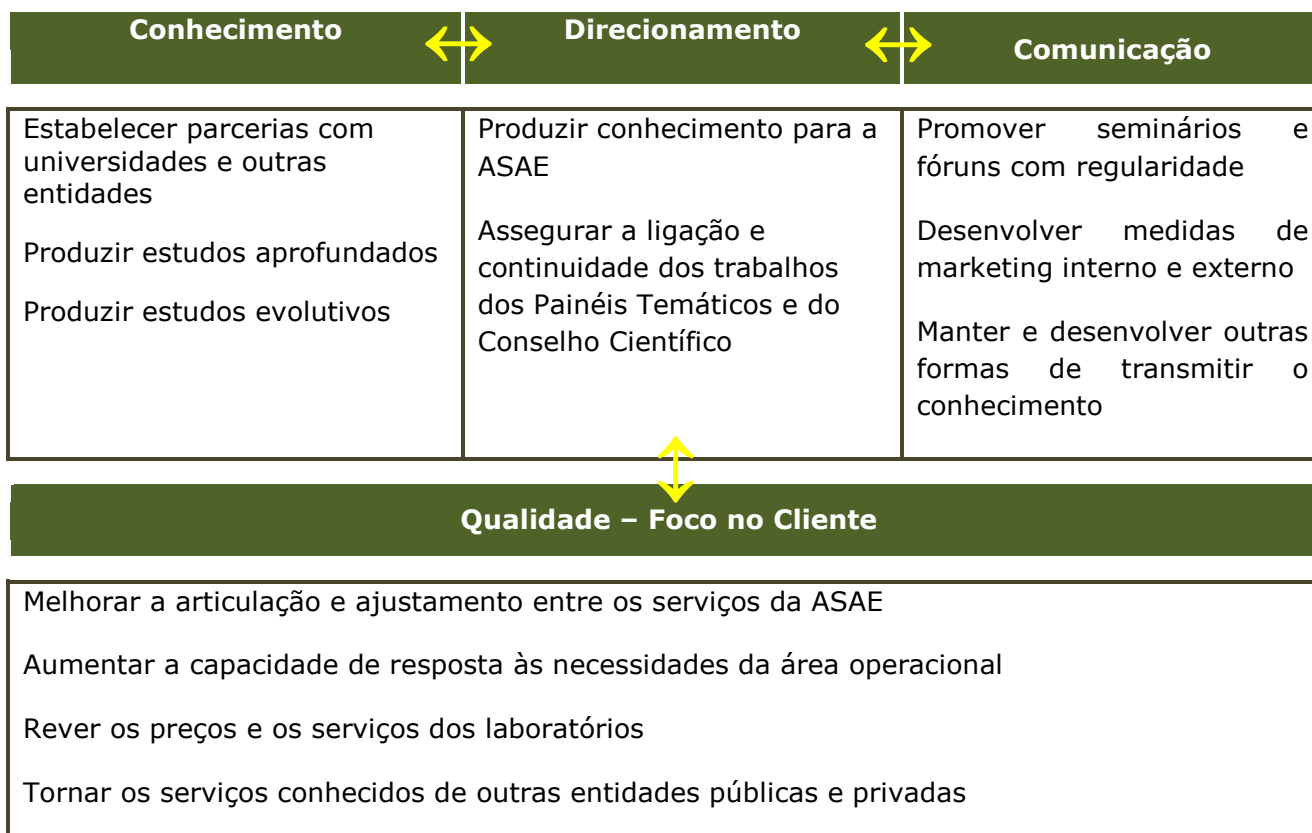 Conhecimento
Direcionamento
Comunicação
Estabelecer parcerias com
universidades e outras
entidades
Produzir estudos aprofundados
Produzir estudos evolutivos
Produzir conhecimento para a
ASAE
Assegurar a ligação e
continuidade dos trabalhos
dos Painéis Temáticos e do
Conselho Científico
Promover seminários e
fóruns com regularidade
Desenvolver medidas de
marketing interno e externo
Manter e desenvolver outras
formas de transmitir o
conhecimento
Qualidade – Foco no Cliente
Melhorar a articulação e ajustamento entre os serviços da ASAE
Aumentar a capacidade de resposta às necessidades da área operacional
Rever os preços e os serviços dos laboratórios
Tornar os serviços conhecidos de outras entidades públicas e privadas